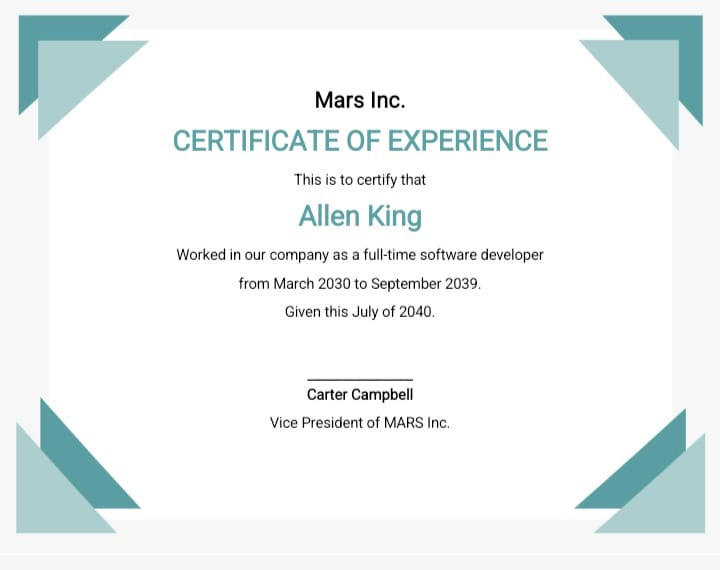 Mars Inc.
CERTIFICATE OF EXPERIENCE
This is to certify that
Allen King
Worked in our company as a full-time software developer
from March 2030 to September 2039.
Given this July of 2040.
Carter Campbell
Vice President of MARS Inc.